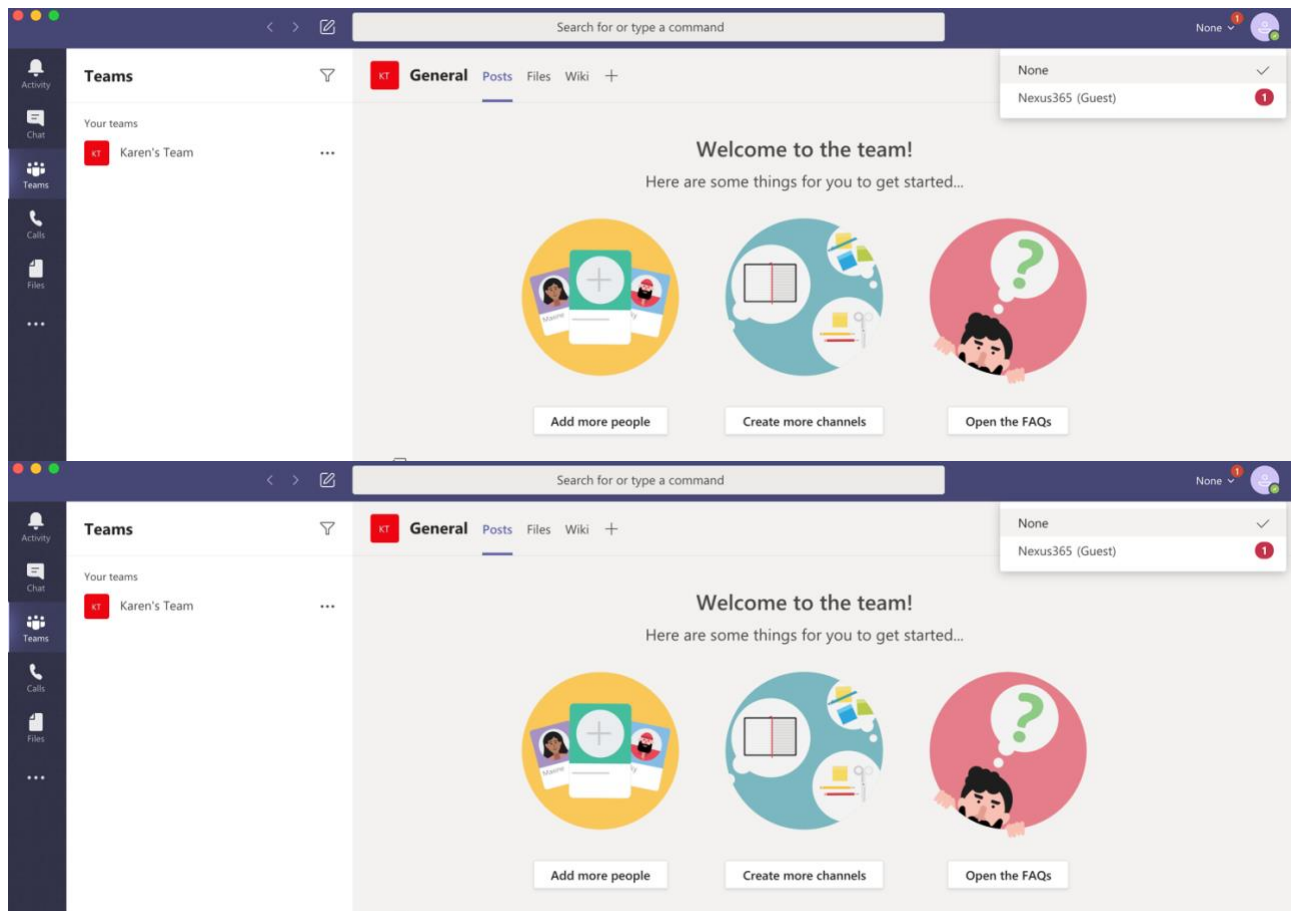 Search for or type a command
None 1
Activity
Chat
Teams
Calls
Files
Teams
Your teams
KT Karen's Team
KT General Posts Files Wiki
None
Nexus365 (Guest) 1
Welcome to the team!
Here are some things for you to get started...
Maxine
Add more people
Create more channels
Open the FAQs
Search for or type a command
None 1
Activity
Chat
Teams
Calls
Files
Teams
Your teams
KT Karen's Team
KT General Posts Files Wiki
None
Nexus365 (Guest) 1
Welcome to the team!
Here are some things for you to get started...
Maxine
Add more people
Create more channels
Open the FAQs